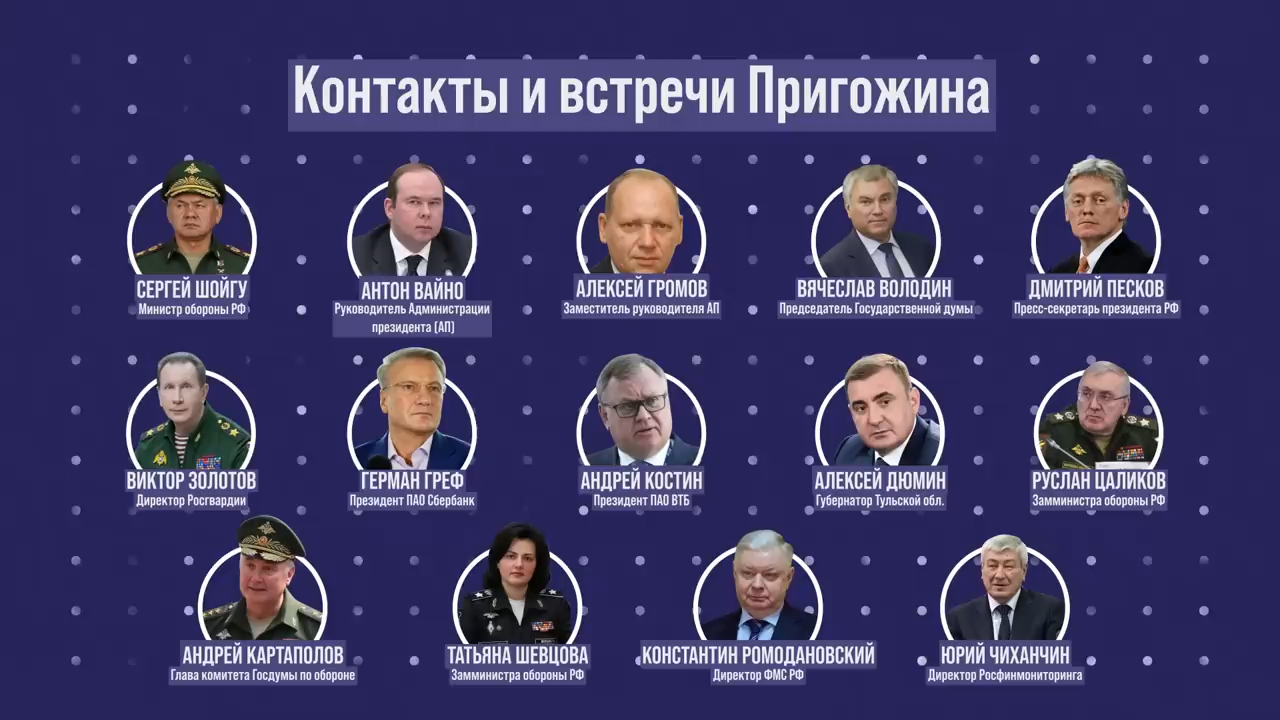 Контакты и встречи Пригожина
СЕРГЕЙ ШОЙГУ
Министр обороны РФ
АНТОН ВАЙНО
Руководитель Администрации
президента (АП)
АЛЕКСЕЙ ГРОМОВ
Заместитель руководителя АП
ВЯЧЕСЛАВ ВОЛОДИН
Председатель Государственной думы
ДМИТРИЙ ПЕСКОВ
Пресс-секретарь президента РФ
ВИКТОР ЗОЛОТОВ
Директор Росгвардии
ГЕРМАН ГРЕФ
Президент ПАО Сбербанк
АНДРЕЙ КОСТИН
Президент ПАО ВТБ
АЛЕКСЕЙ ДЮМИН
Губернатор Тульской обл.
РУСЛАН ЦАЛИКОВ
Замминистра обороны РФ
АНДРЕЙ КАРТАПОЛОВ
Глава комитета Госдумы по обороне
ТАТЬЯНА ШЕВЦОВА
Замминистра обороны РФ
КОНСТАНТИН РОМОДАНОВСКИЙ
Директор ФМС РФ
ЮРИЙ ЧИХАНЧИН
Директор Росфинмониторинга